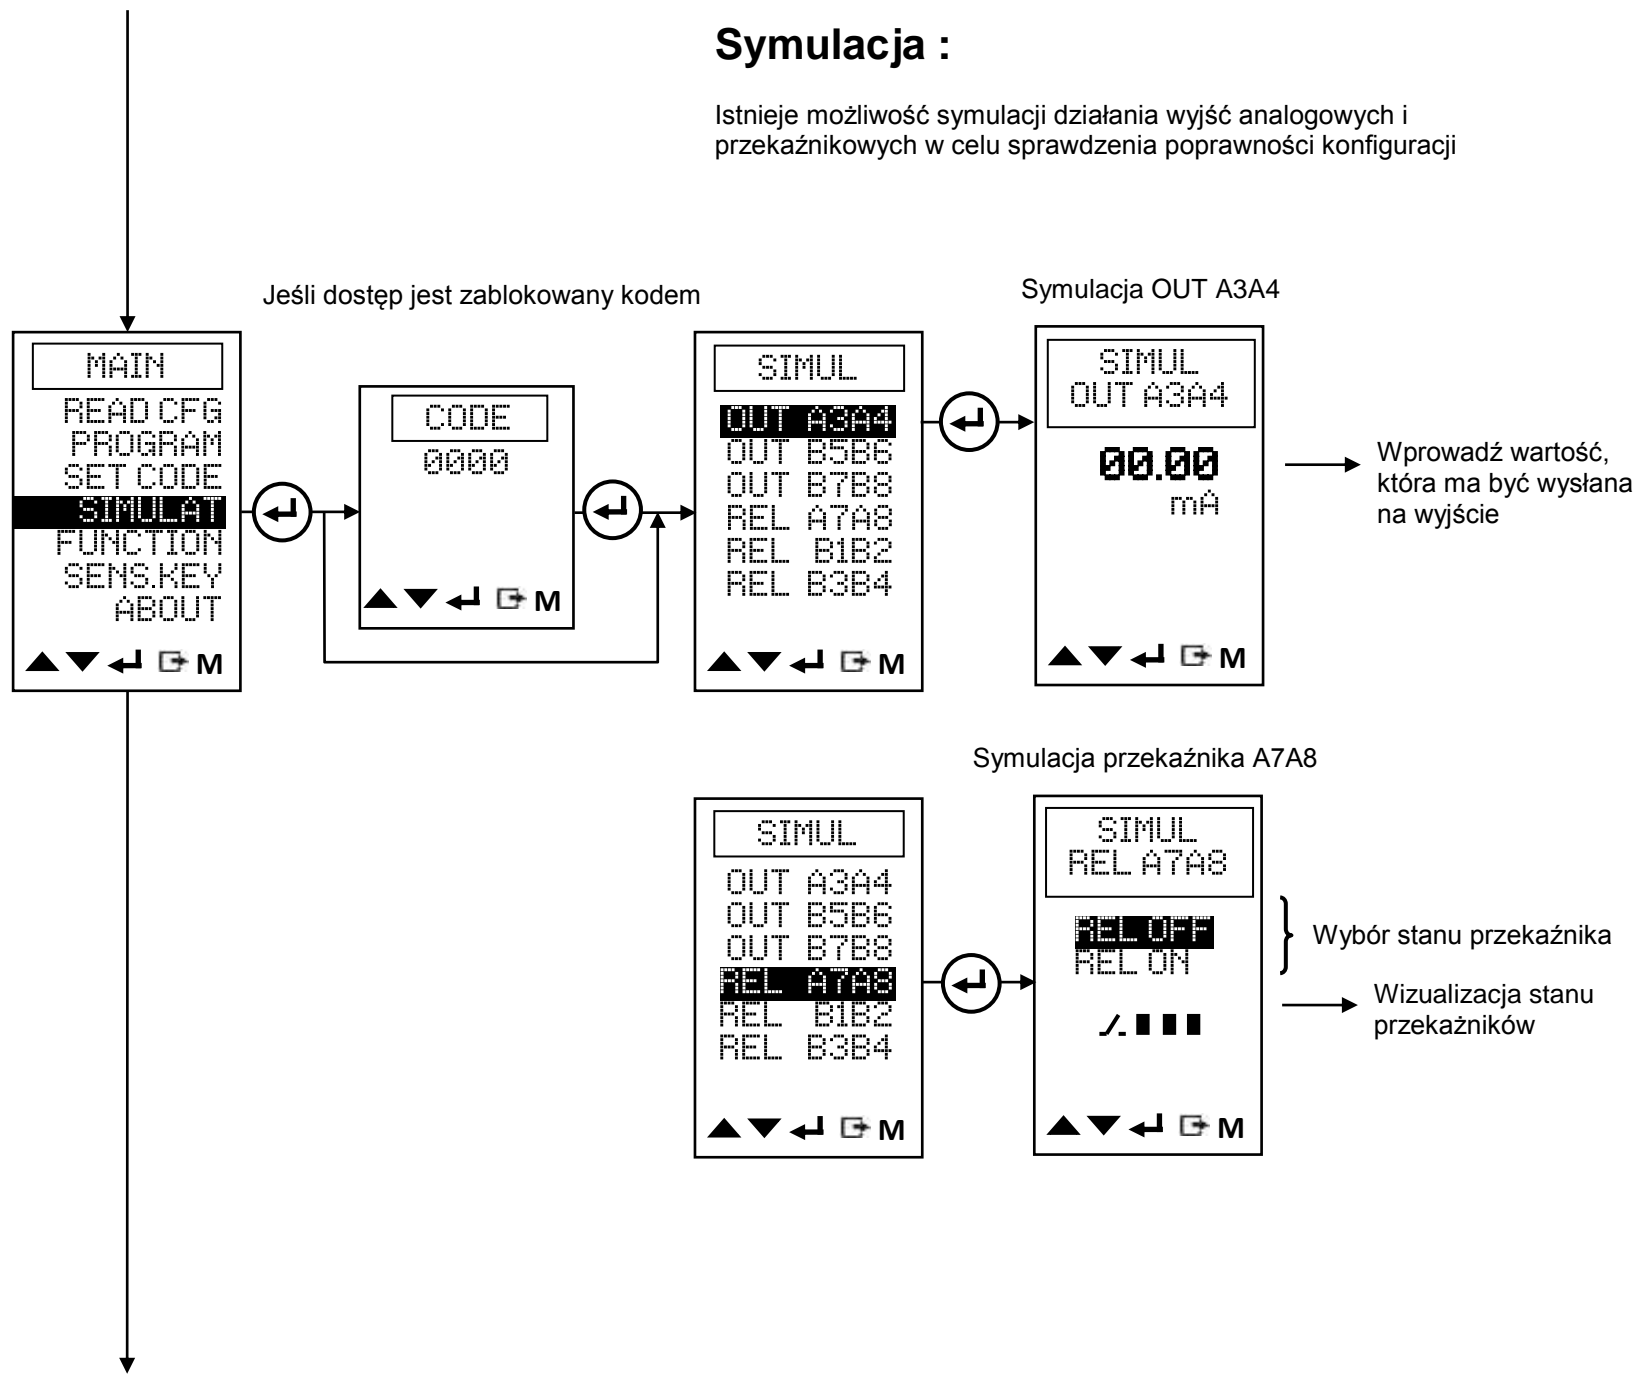 Symulacja :
Istnieje możliwość symulacji działania wyjść analogowych i
przekaźnikowych w celu sprawdzenia poprawności konfiguracji
Jeśli dostęp jest zablokowany kodem
Symulacja OUT A3A4
MAIN
READ CFG
PROGRAM
SET CODE
SIMULAT
FUNCTION
SENS.KEY
ABOUT
M
CODE
0000
M
SIMUL
OUT A3A4
OUT B5B6
OUT B7B8
REL A7A8
REL B1B2
REL B3B4
M
SIMUL
OUT A3A4
00.00
mA
M
Wprowadź wartość,
która ma być wysłana
na wyjście
Symulacja przekaźnika A7A8
SIMUL
OUT A3A4
OUT B5B6
OUT B7B8
REL A7A8
REL B1B2
REL B3B4
M
SIMUL
REL A7A8
REL OFF
REL ON
M
Wybór stanu przekaźnika
Wizualizacja stanu
przekażników